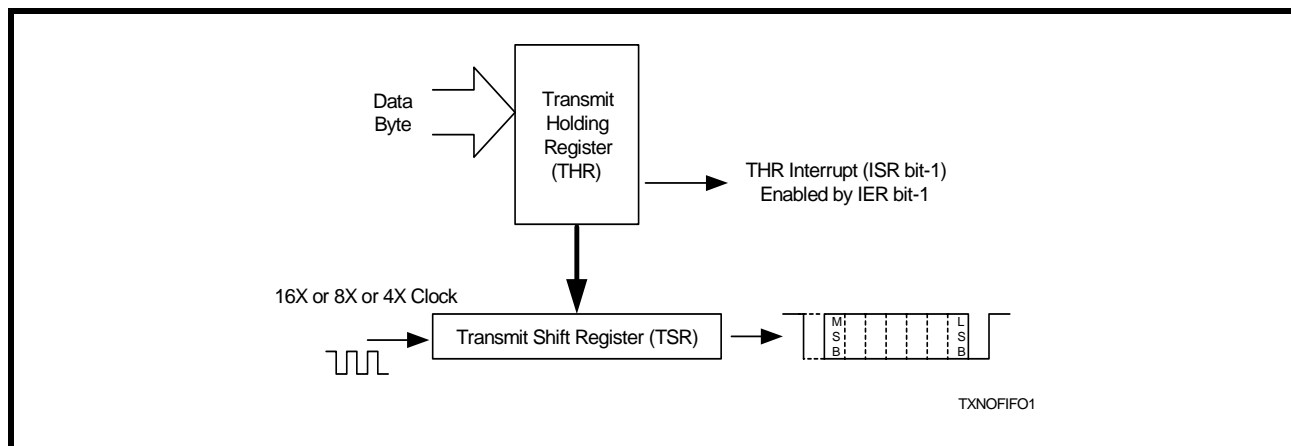 Data
Byte
Transmit
Holding
Register
(THR)
THR Interrupt (ISR bit-1)
Enabled by IER bit-1
16X or 8X or 4X Clock
Transmit Shift Register (TSR)
M
S
B
L
S
B
TXNOFIFO1